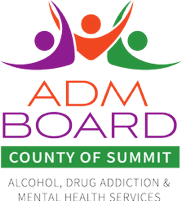 ADM
BOARD
COUNTY OF SUMMIT
ALCOHOL, DRUG ADDICTION &
MENTAL HEALTH SERVICES